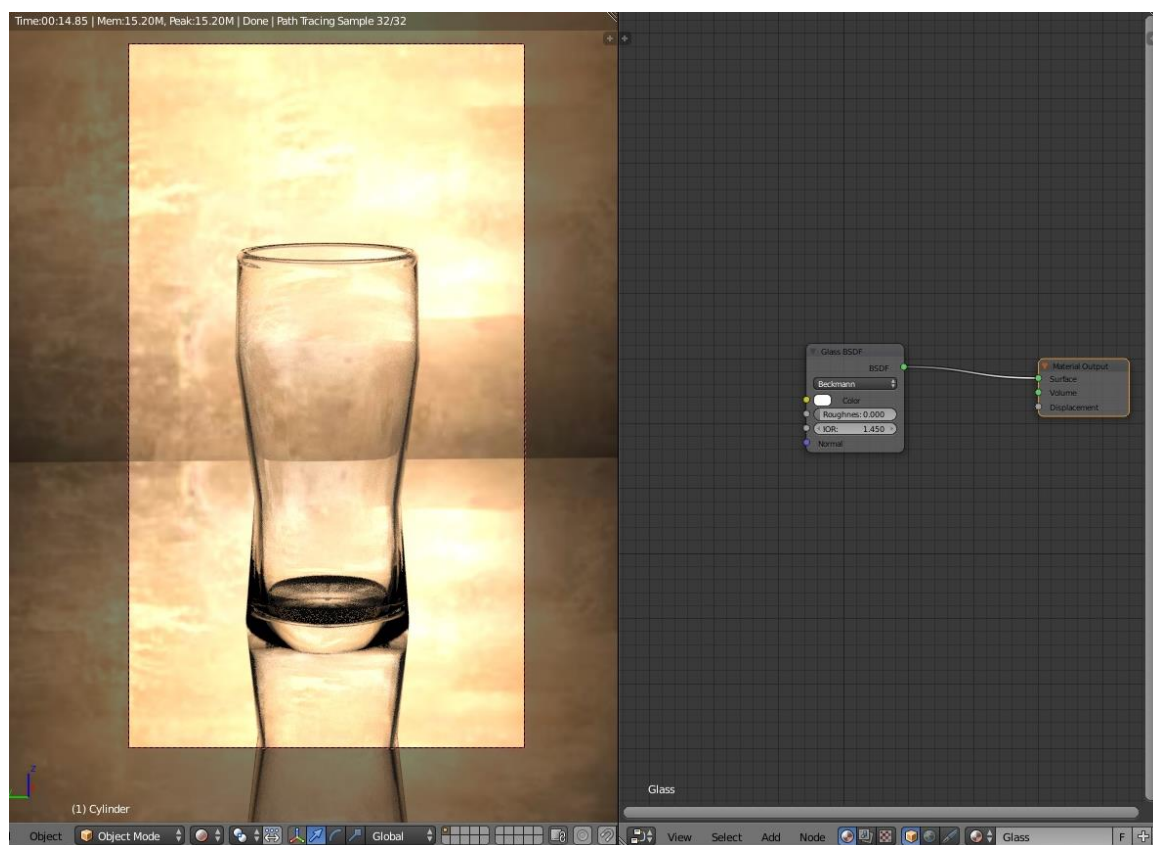 Time:00:14.85 | Mem:15.20M, Peak:15.20M | Done | Path Tracing Sample 32/32
Glass BSDF
BSDF
Beckmann
Color
Roughnes: 0.000
IOR: 1.450
Normal
Material Output
Surface
Volume
Displacement
z
(1) Cylinder
Glass
Object
Object Mode
Global
View
Select
Add
Node
Glass
F